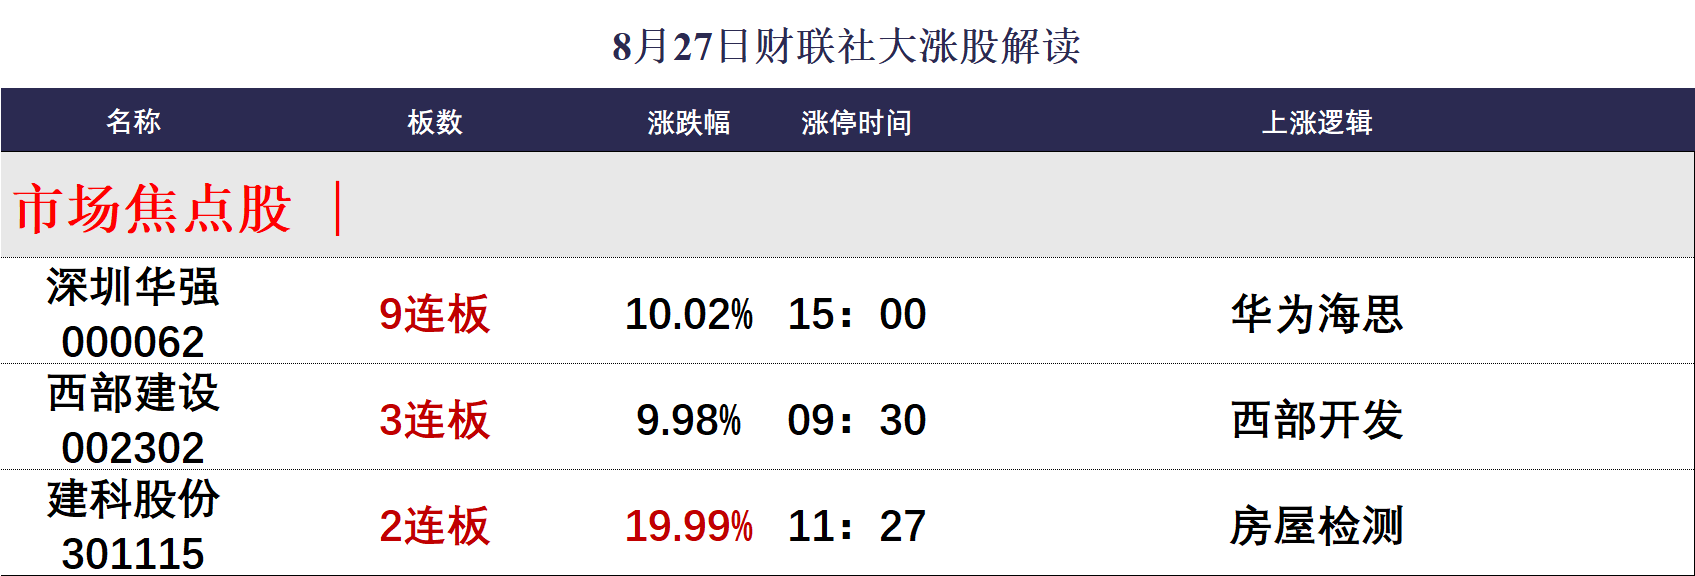 8月27日财联社大涨股解读
名称 板数 涨跌幅 涨停时间 上涨逻辑
市场焦点股 |
深圳华强
000062 9连板 10.02% 15：00 华为海思
西部建设
002302 3连板 9.98% 09：30 西部开发
建科股份
301115 2连板 19.99% 11：27 房屋检测